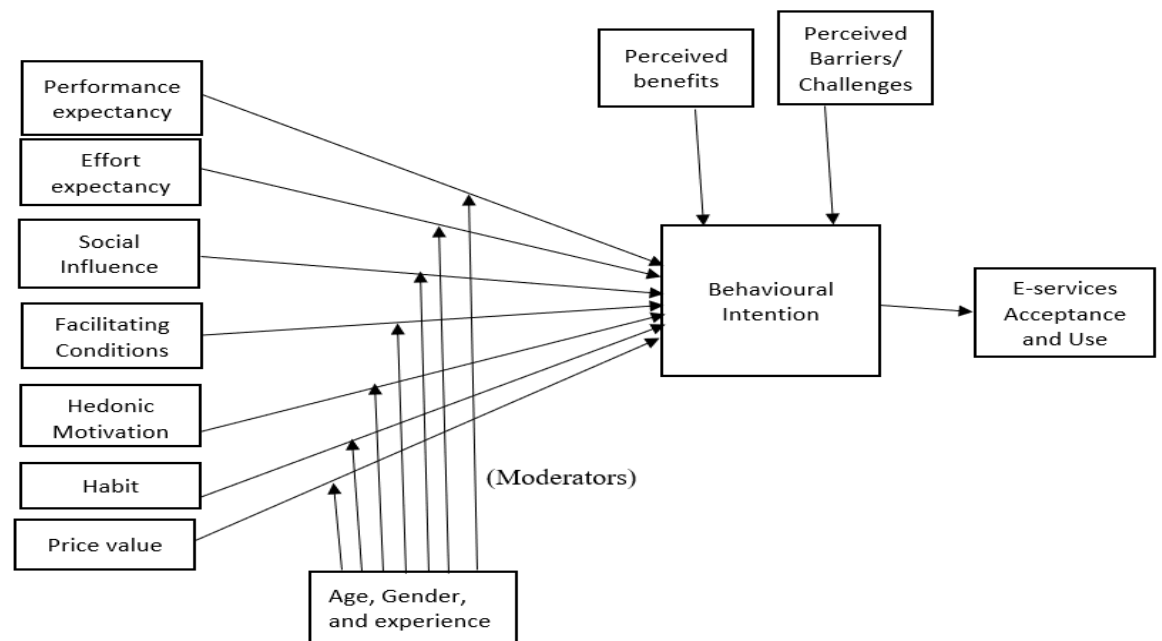 Performance
expectancy
Effort
expectancy
Social
Influence
Facilitating
Conditions
Hedonic
Motivation
Habit
Price value
Perceived
benefits
Perceived
Barriers/
Challenges
Behavioural
Intention
E-services
Acceptance
and Use
(Moderators)
Age, Gender,
and experience